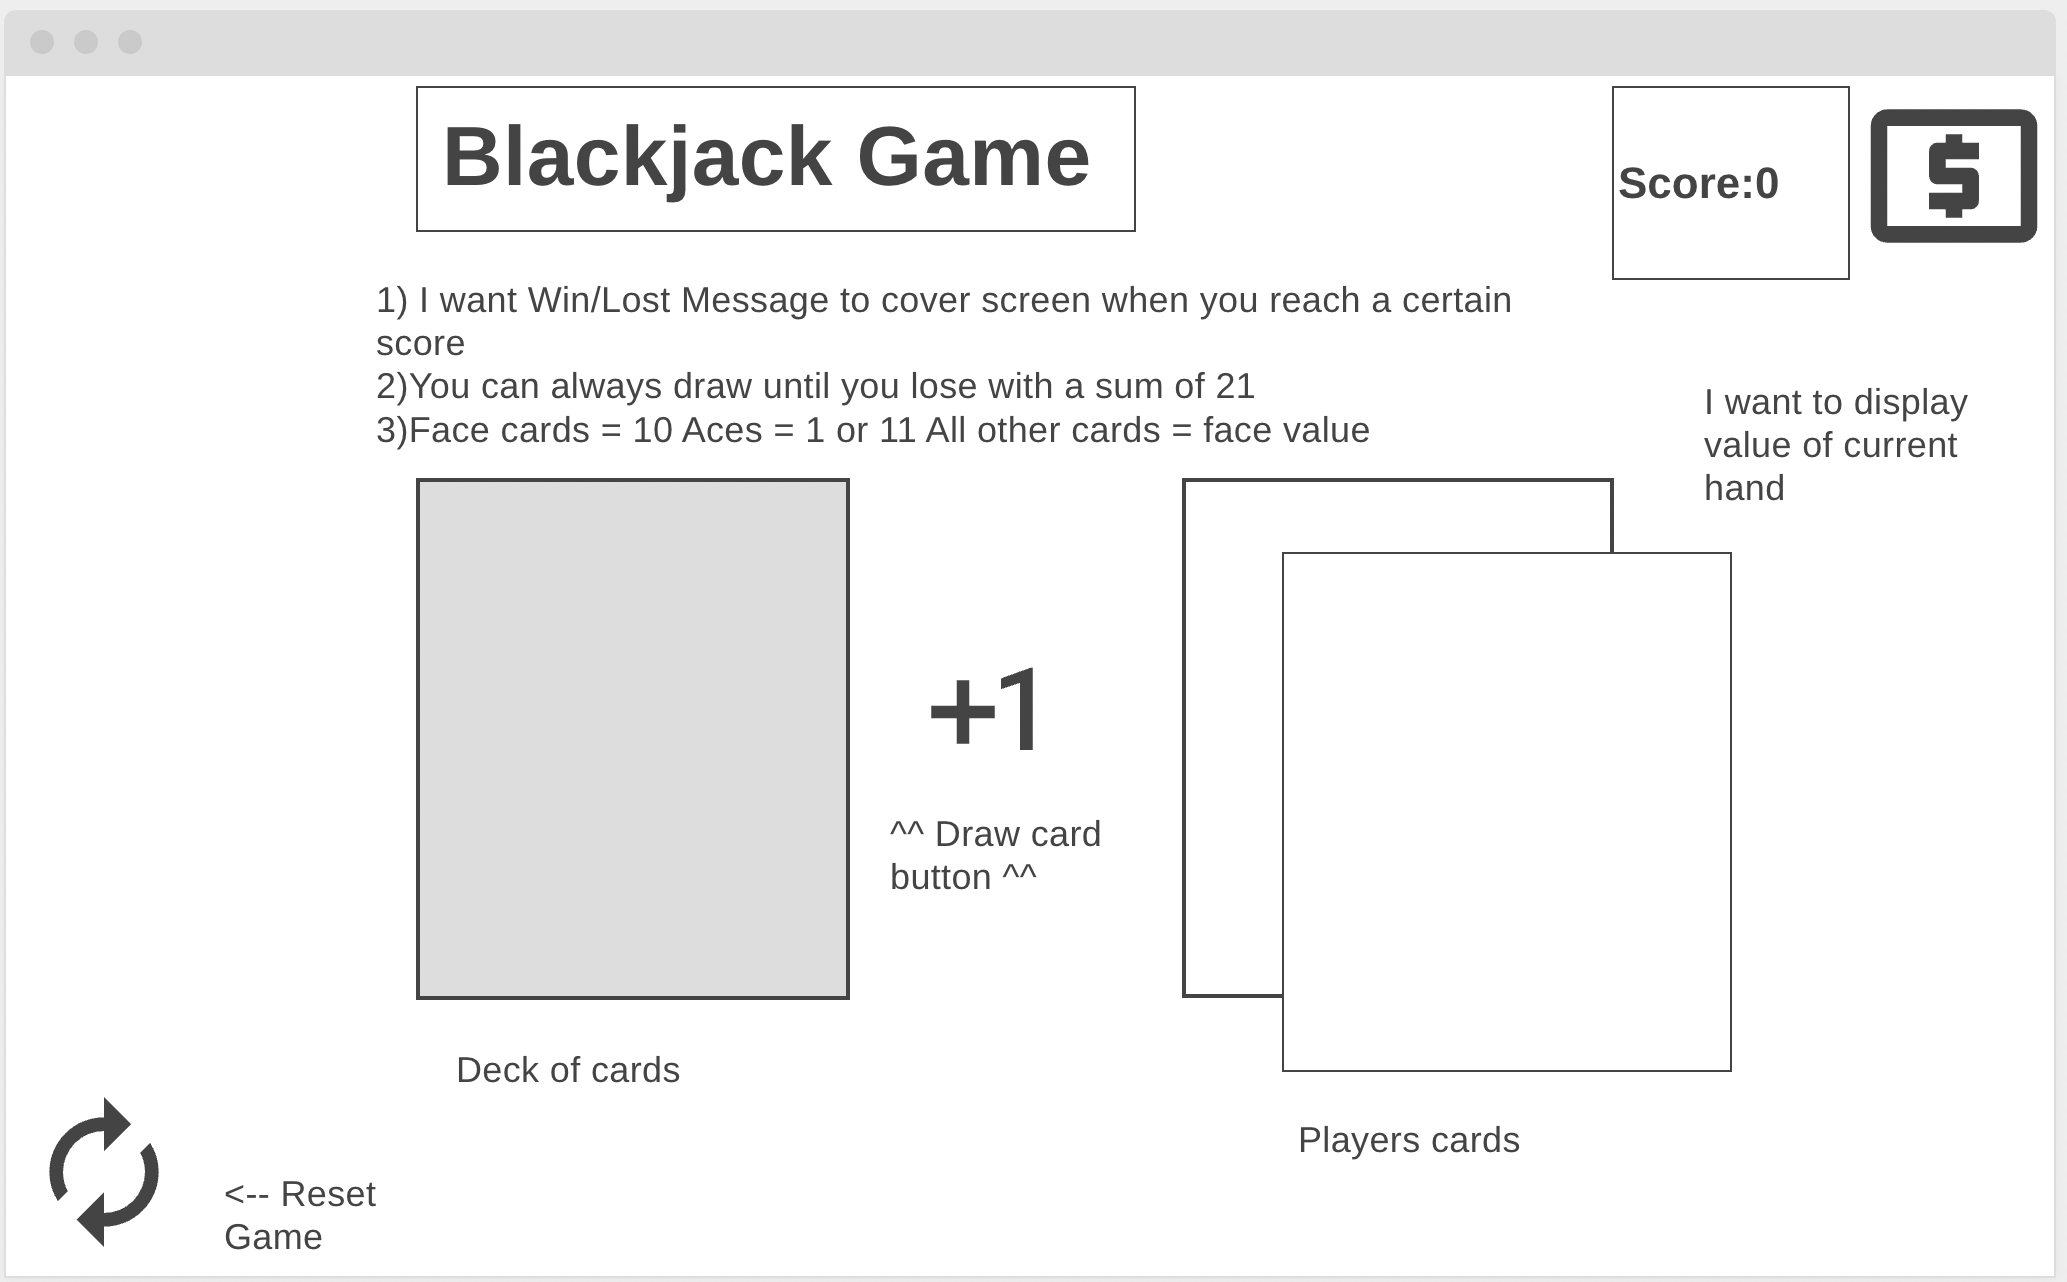 Blackjack Game
Score:0
$
1) I want Win/Lost Message to cover screen when you reach a certain
score
2)You can always draw until you lose with a sum of 21
3)Face cards = 10 Aces = 1 or 11 All other cards = face value
I want to display
value of current
hand
+1
^^ Draw card
button ^^
Deck of cards
Players cards
<-- Reset
Game